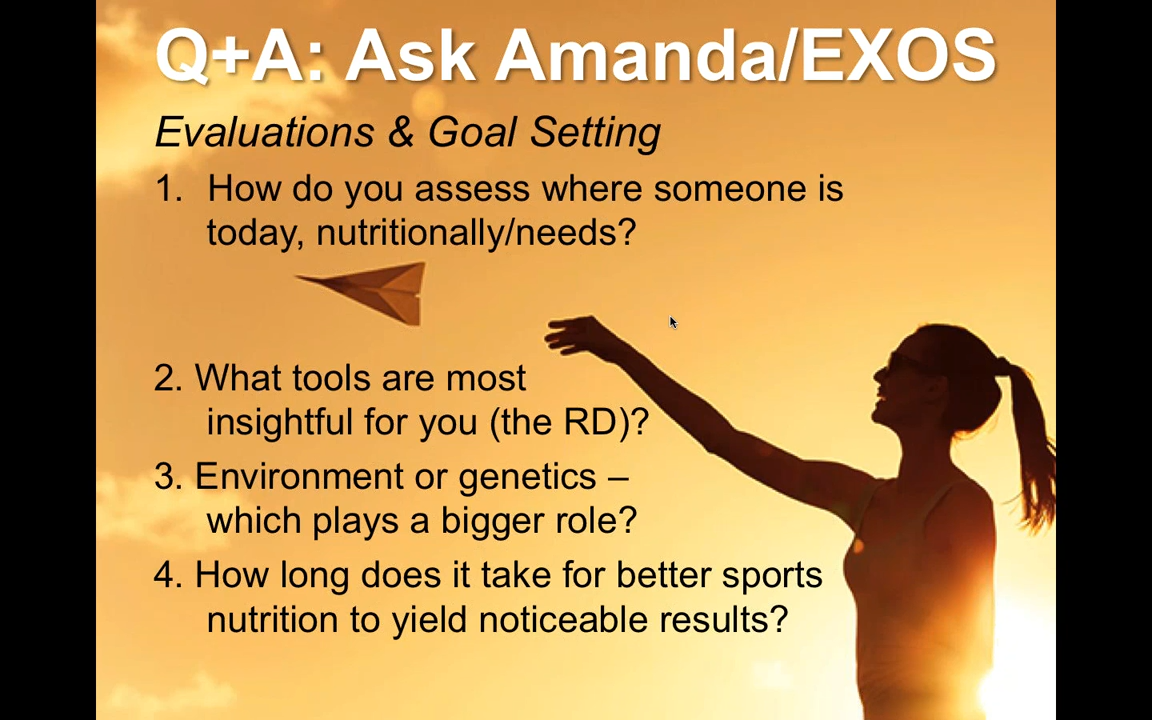 Q+A: Ask Amanda/EXOS
Evaluations & Goal Setting
1. How do you assess where someone is
today, nutritionally/needs?
2. What tools are most
insightful for you (the RD)?
3. Environment or genetics –
which plays a bigger role?
4. How long does it take for better sports
nutrition to yield noticeable results?